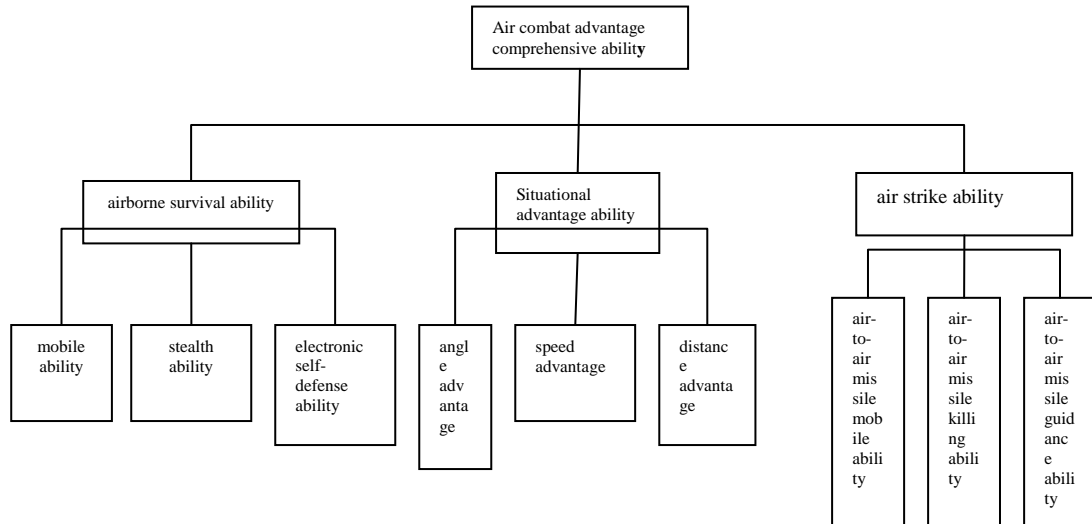 Air combat advantage
comprehensive ability
airborne survival ability
Situational
advantage ability
air strike ability
mobile
ability
stealth
ability
electronic
self-
defense
ability
angl
e
adv
anta
ge
speed
advantage
distanc
e
advanta
ge
air-
to-
air
mis
sile
mob
ile
abili
ty
air-
to-
air
mis
sile
killi
ng
abili
ty
air-
to-
air
mis
sile
guid
anc
e
abili
ty